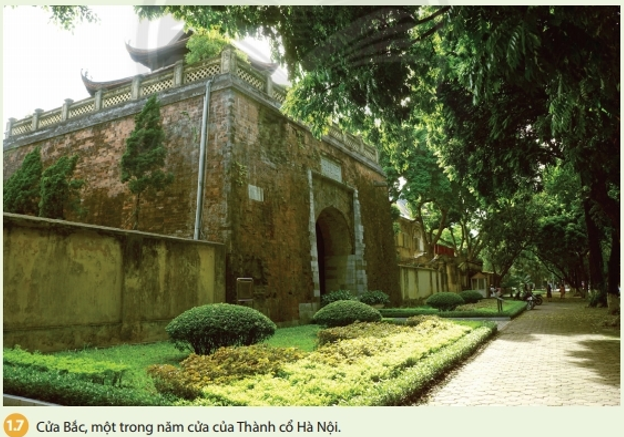 1.7 Cửa Bắc, một trong năm cửa của Thành cổ Hà Nội.